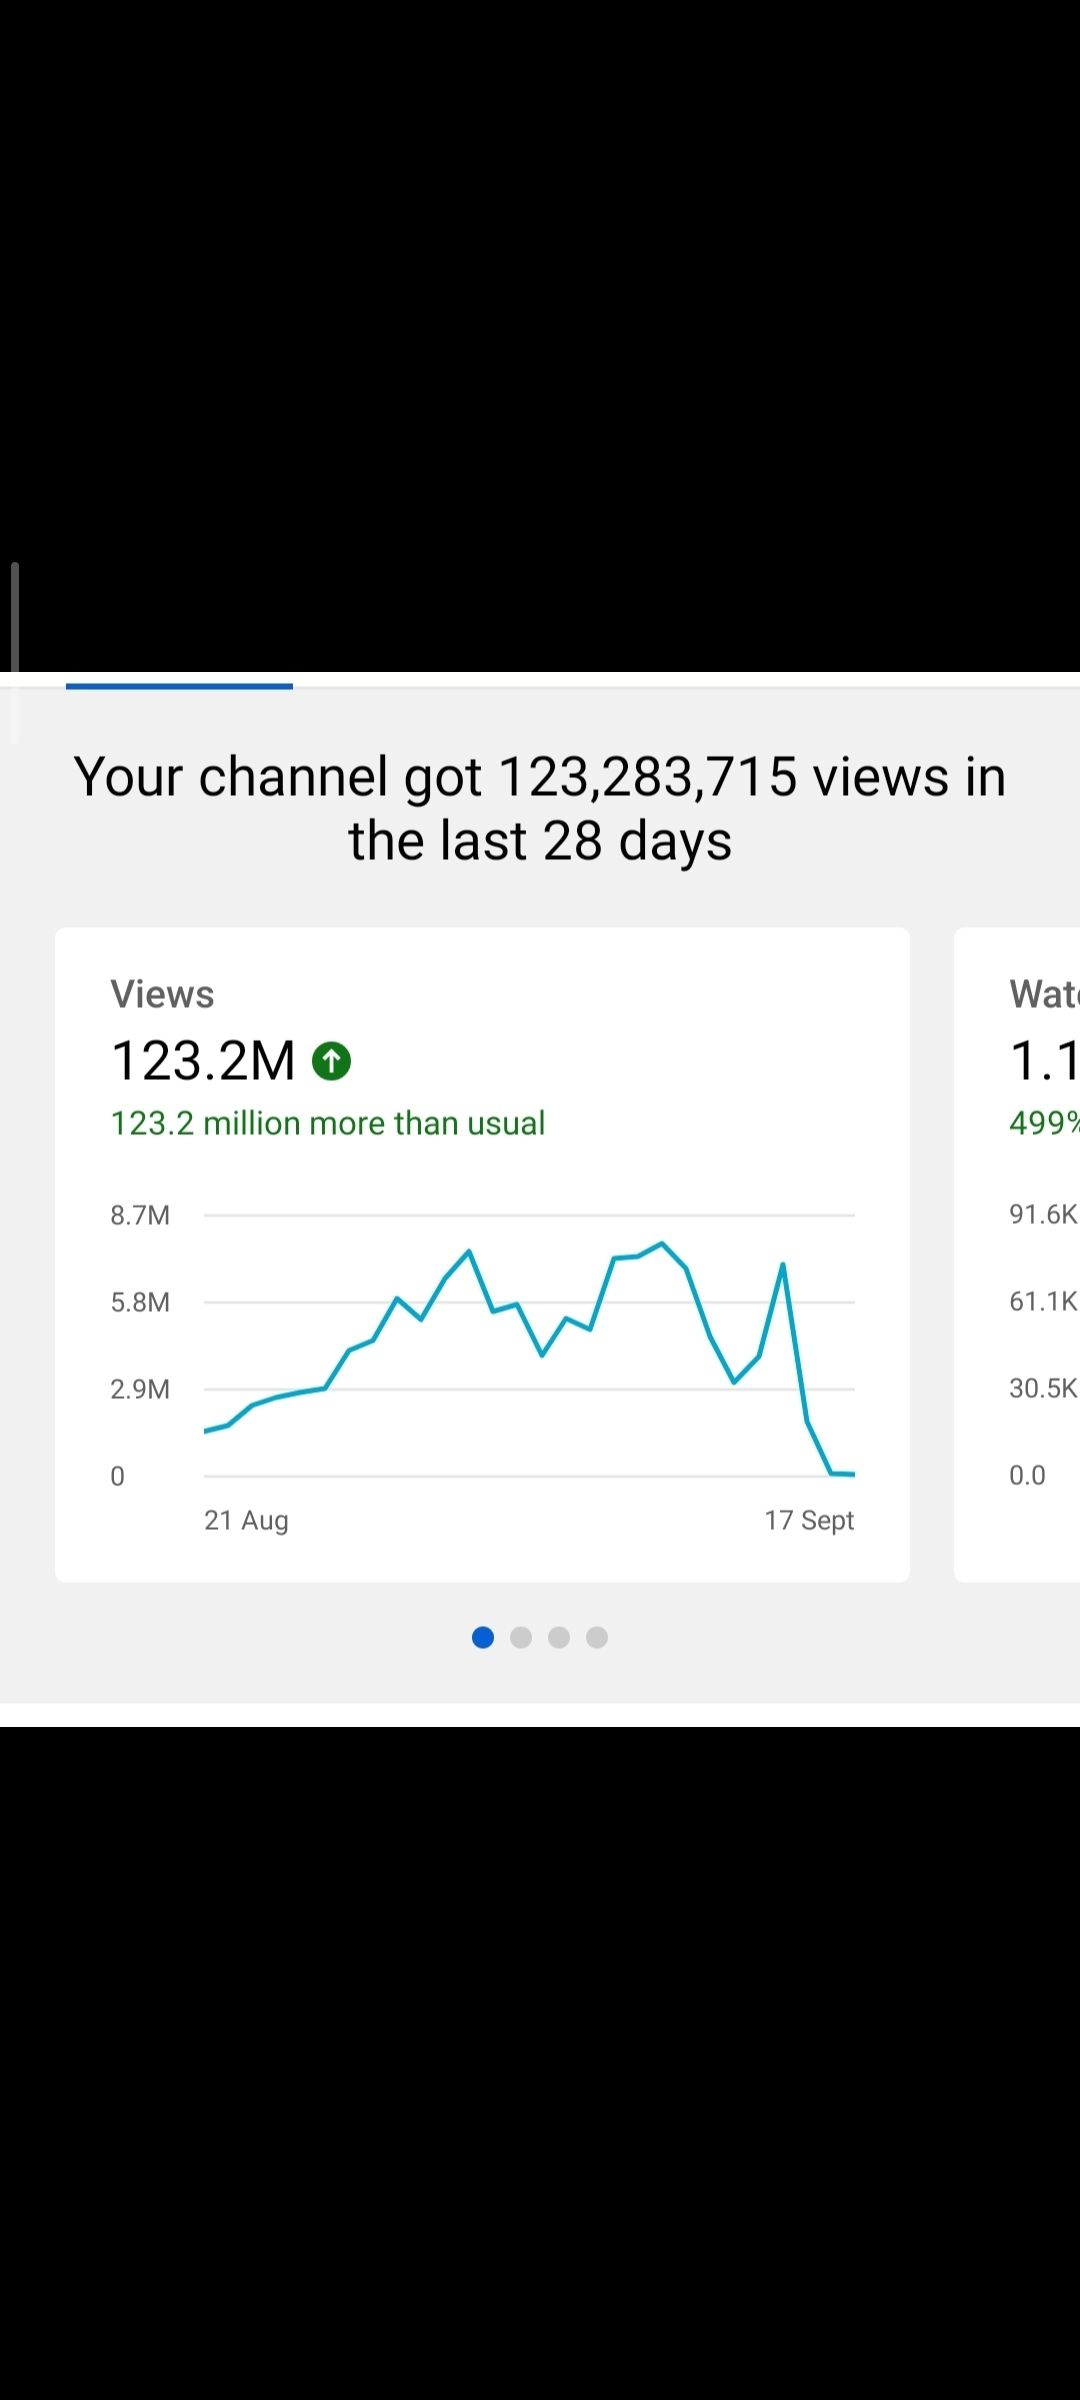 Your channel got 123,283,715 views in
the last 28 days
Views
123.2M
123.2 million more than usual
8.7M
5.8M
2.9M
0
21 Aug
17 Sept
1.1
499%
91.6K
61.1K
30.5K
0.0